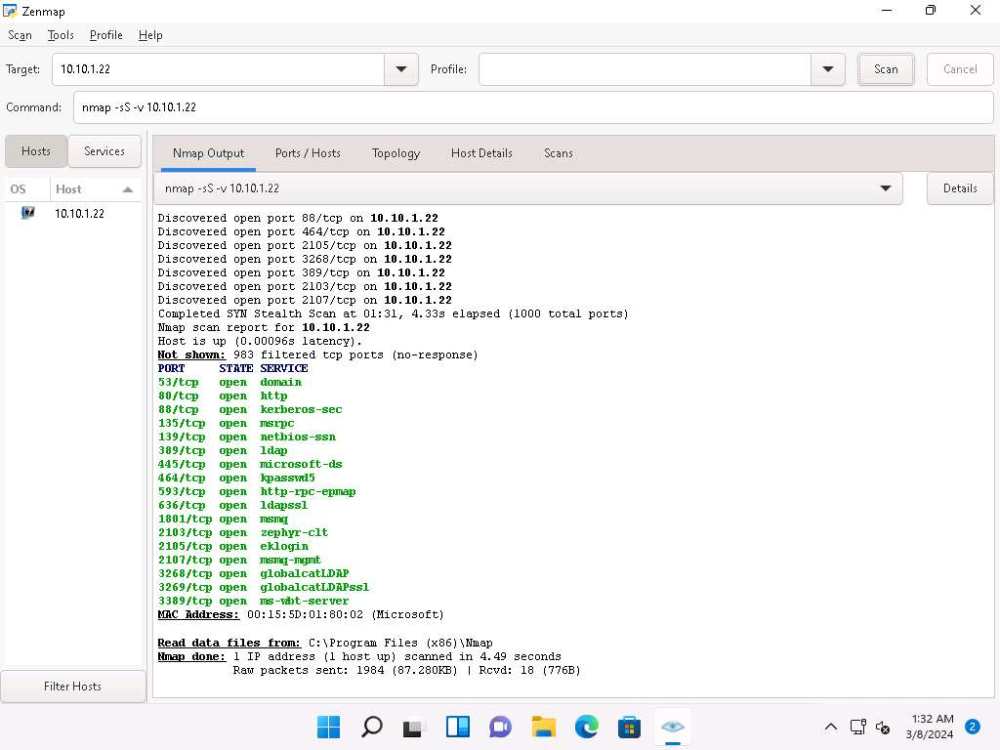 Zenmap
Scan Tools Profile Help
Target: 10.10.1.22 Profile: Scan Cancel
Command: nmap -sS -v 10.10.1.22
Hosts Services
OS Host
10.10.1.22
Filter Hosts
Nmap Output Ports / Hosts Topology Host Details Scans
nmap -sS -v 10.10.1.22 Details
Discovered open port 88/tcp on 10.10.1.22
Discovered open port 464/tcp on 10.10.1.22
Discovered open port 2105/tcp on 10.10.1.22
Discovered open port 3268/tcp on 10.10.1.22
Discovered open port 389/tcp on 10.10.1.22
Discovered open port 2103/tcp on 10.10.1.22
Discovered open port 2107/tcp on 10.10.1.22
Completed SYN Stealth Scan at 01:31, 4.33s elapsed (1000 total ports)
Nmap scan report for 10.10.1.22
Host is up (0.00096s latency).
Not shown: 983 filtered tcp ports (no-response)
PORT STATE SERVICE
53/tcp open domain
80/tcp open http
88/tcp open kerberos-sec
135/tcp open msrpc
139/tcp open netbios-ssn
389/tcp open ldap
445/tcp open microsoft-ds
464/tcp open kpasswd5
593/tcp open http-rpc-epmap
636/tcp open ldapssl
1801/tcp open msmq
2103/tcp open zephyr-clt
2105/tcp open eklogin
2107/tcp open msmq-mgmt
3268/tcp open globalcatLDAP
3269/tcp open globalcatLDAPssl
3389/tcp open ms-wbt-server
MAC Address: 00:15:5D:01:80:02 (Microsoft)
Read data files from: C:\Program Files (x86)\Nmap
Nmap done: 1 IP address (1 host up) scanned in 4.49 seconds
Raw packets sent: 1984 (87.280KB) | Rcvd: 18 (776B)
1:32 AM
3/8/2024
2